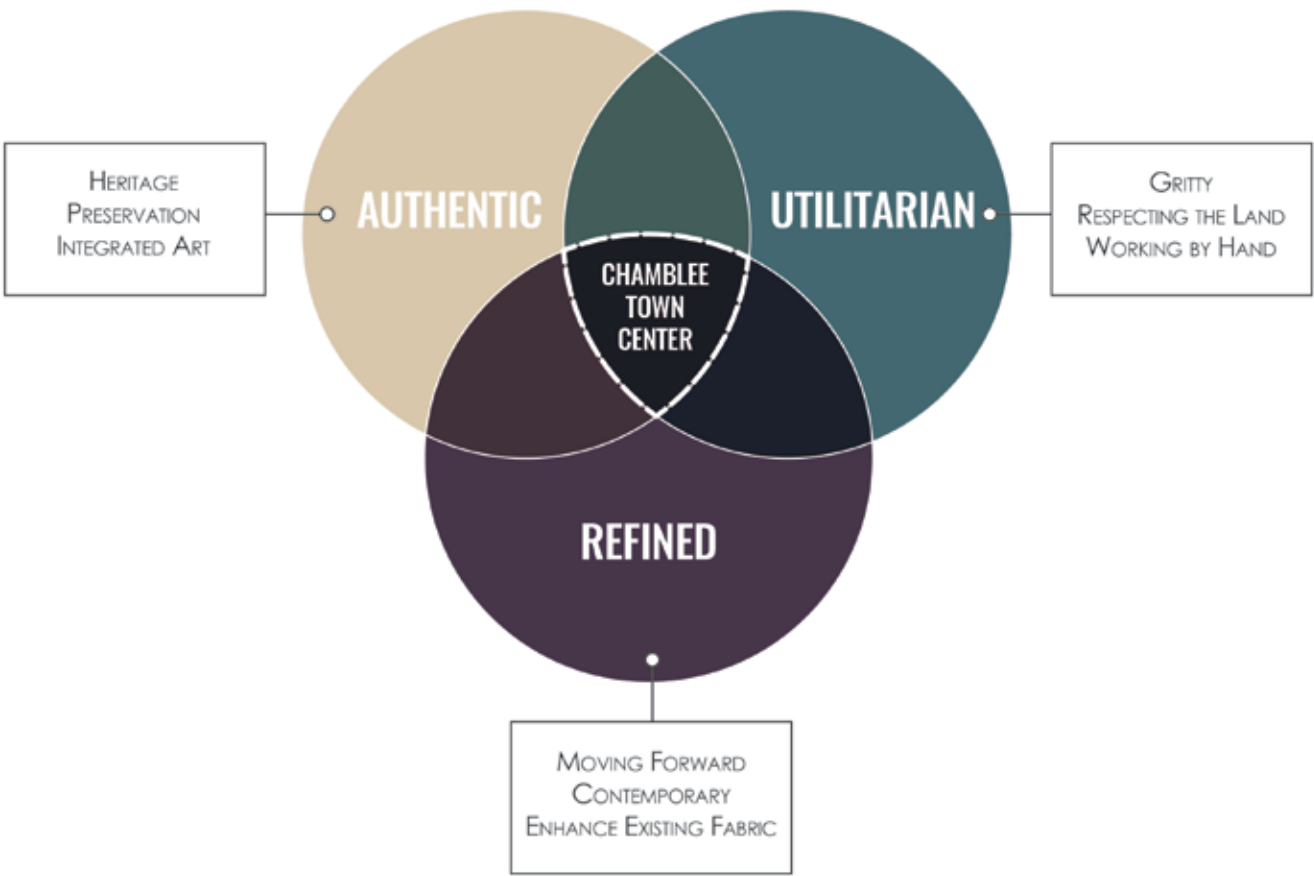 AUTHENTIC
UTILITARIAN
REFINED
CHAMBLEE
TOWN
CENTER
Heritage
Preservation
Integrated Art
Gritty
Respecting the Land
Working by Hand
Moving Forward
Contemporary
Enhance Existing Fabric